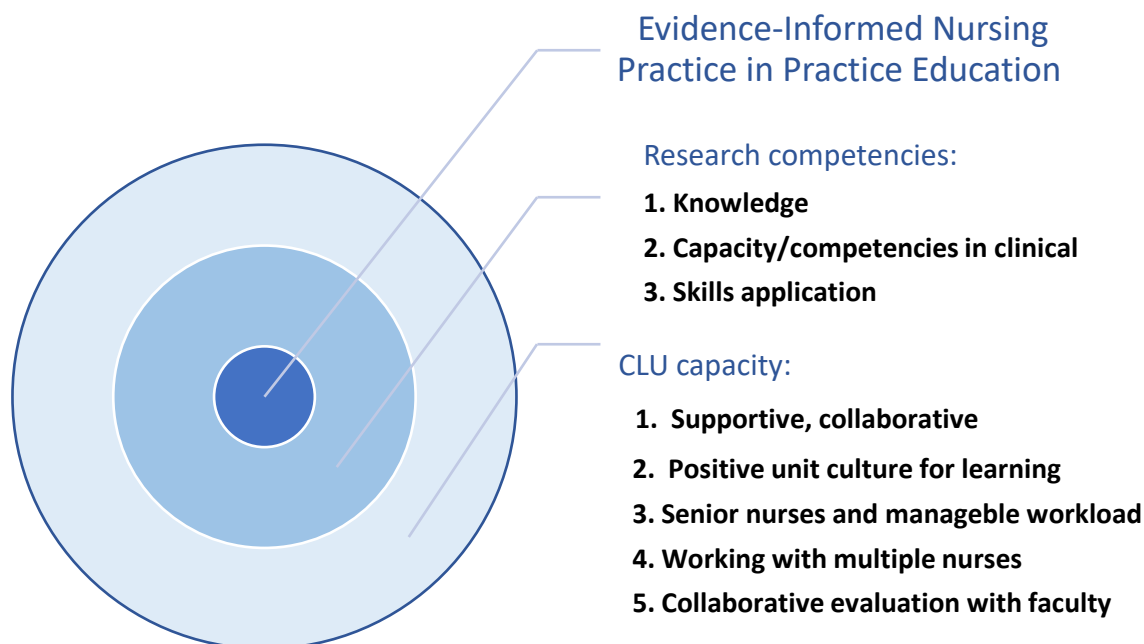 Evidence-Informed Nursing
Practice in Practice Education
Research competencies:
1. Knowledge
2. Capacity/competencies in clinical
3. Skills application
CLU capacity:
1. Supportive, collaborative
2. Positive unit culture for learning
3. Senior nurses and manageble workload
4. Working with multiple nurses
5. Collaborative evaluation with faculty